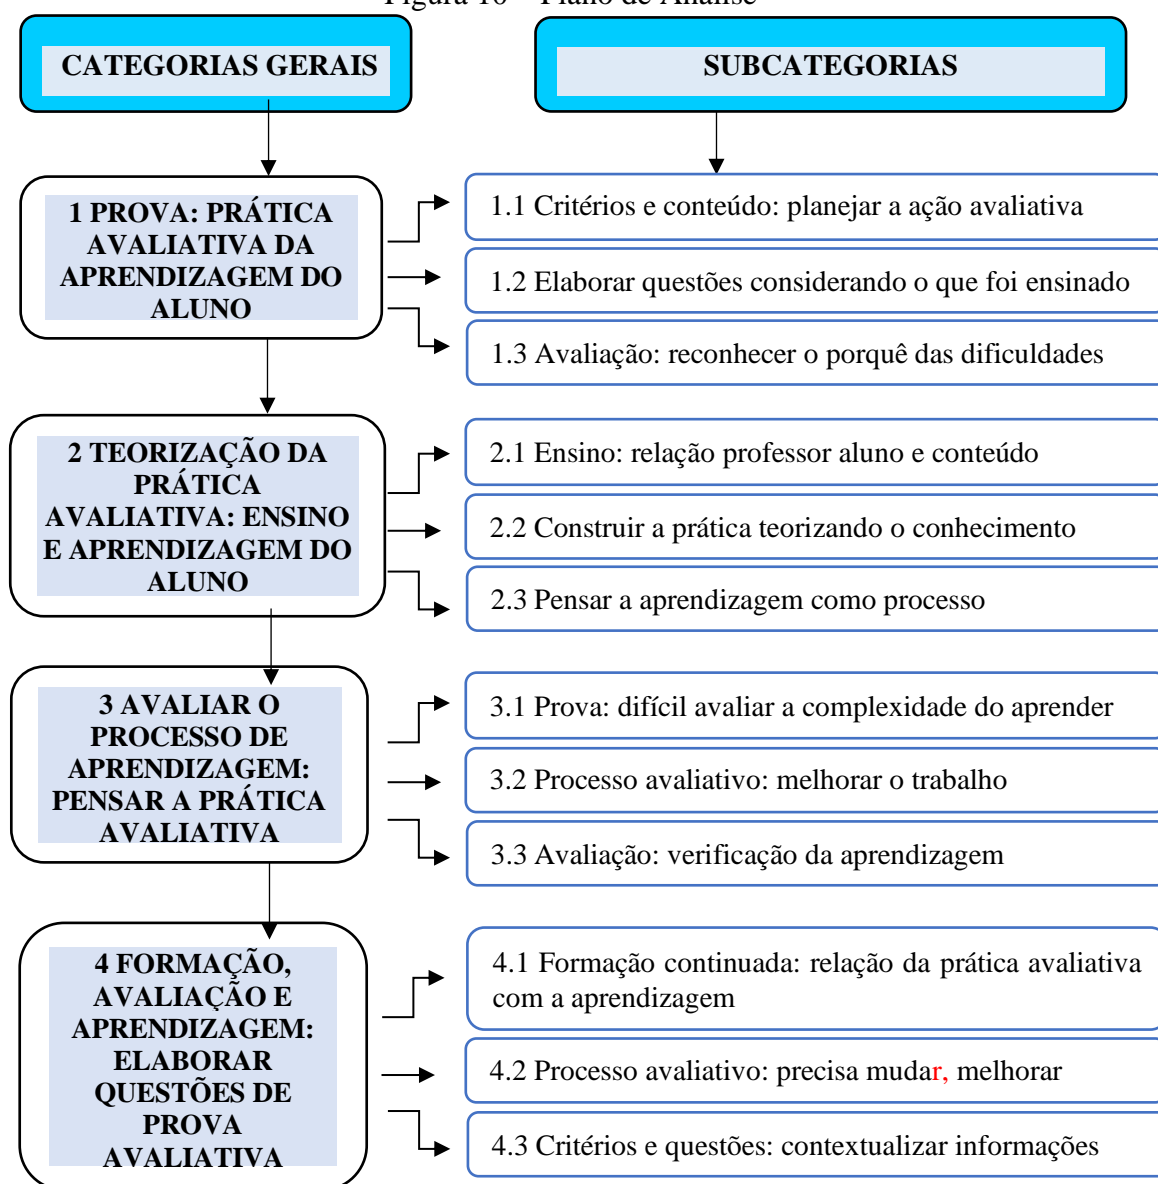 Figura 10 – Plano de Análise
CATEGORIAS GERAIS
SUBCATEGORIAS
1 PROVA: PRÁTICA
AVALIATIVA DA
APRENDIZAGEM DO
ALUNO
1.1 Critérios e conteúdo: planejar a ação avaliativa
1.2 Elaborar questões considerando o que foi ensinado
1.3 Avaliação: reconhecer o porquê das dificuldades
2 TEORIZAÇÃO DA
PRÁTICA
AVALIATIVA: ENSINO
E APRENDIZAGEM DO
ALUNO
2.1 Ensino: relação professor aluno e conteúdo
2.2 Construir a prática teorizando o conhecimento
2.3 Pensar a aprendizagem como processo
3 AVALIAR O
PROCESSO DE
APRENDIZAGEM:
PENSAR A PRÁTICA
AVALIATIVA
3.1 Prova: difícil avaliar a complexidade do aprender
3.2 Processo avaliativo: melhorar o trabalho
3.3 Avaliação: verificação da aprendizagem
4 FORMAÇÃO,
AVALIAÇÃO E
APRENDIZAGEM:
ELABORAR
QUESTÕES DE
PROVA
AVALIATIVA
4.1 Formação continuada: relação da prática avaliativa
com a aprendizagem
4.2 Processo avaliativo: precisa mudar, melhorar
4.3 Critérios e questões: contextualizar informações